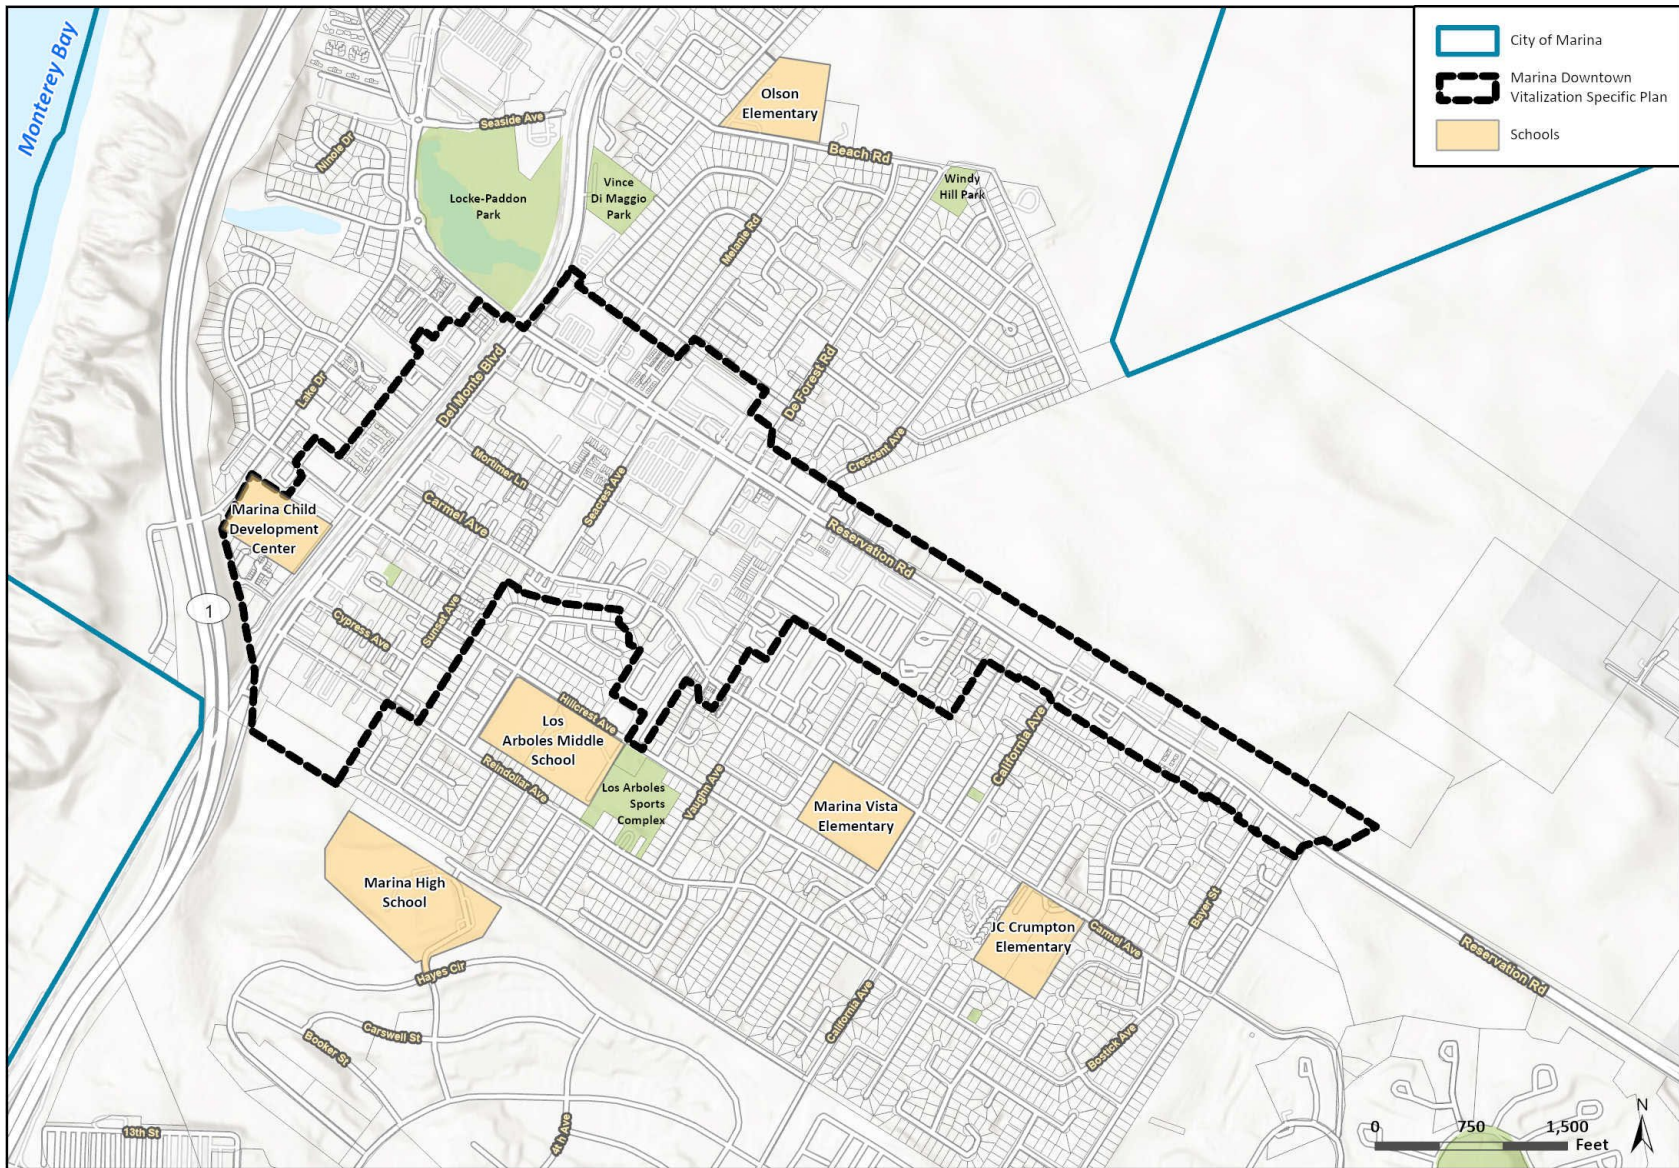 City of Marina
Marina Downtown
Vitalization Specific Plan
Schools
Monterey Bay
Olson
Elementary
Seaside Ave
Beach Rd
Ninole Dr
Vince
Di Maggio
Park
Windy
Hill Park
Locke-Paddon
Park
Melanie Rd
Del Monte Blvd
De Forest Rd
Lake Dr
Crescent Ave
Mortimer Ln
Seacrest Ave
Carmel Ave
Marina Child
Development
Center
Reservation Rd
1
Cypress Ave
Sunset Ave
Hillcrest Ave
Los
Arboles Middle
School
California Ave
Reindollar Ave
Los Arboles
Sports
Complex
Vaughn Ave
Marina Vista
Elementary
Marina High
School
Bayer St
JC Crumpton
Elementary
Carmel Ave
Reservation Rd
Hayes Cir
California Ave
Carswell St
Booker St
Bostick Ave
13th St
4th Ave
N
0 750 1,500
Feet